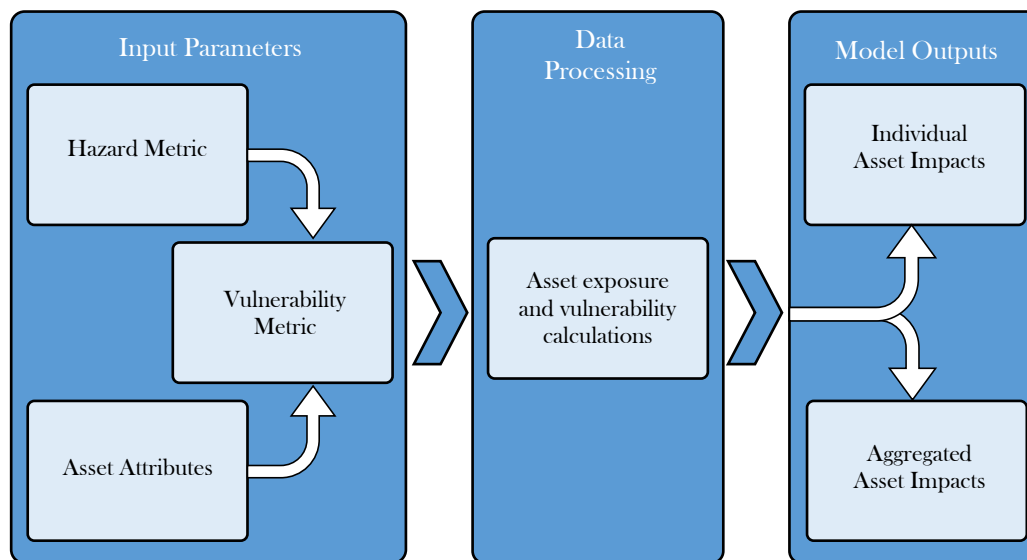 Input Parameters
Hazard Metric
Vulnerability
Metric
Asset Attributes
Data
Processing
Asset exposure
and vulnerability
calculations
Model Outputs
Individual
Asset Impacts
Aggregated
Asset Impacts